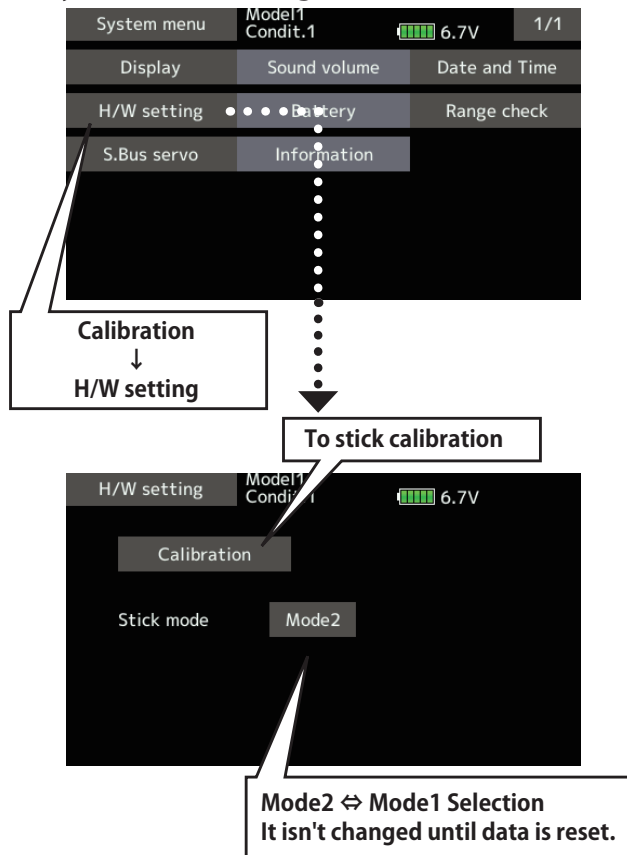 System menu
Model1
Condit.1
6.7V
1/1
Display
Sound volume
Date and Time
H/W setting
Battery
Range check
S.Bus servo
Information
Calibration
↓
H/W setting
To stick calibration
H/W setting
Model1
Condit.1
6.7V
Calibration
Stick mode
Mode2
Mode2 ⇔ Mode1 Selection
It isn't changed until data is reset.